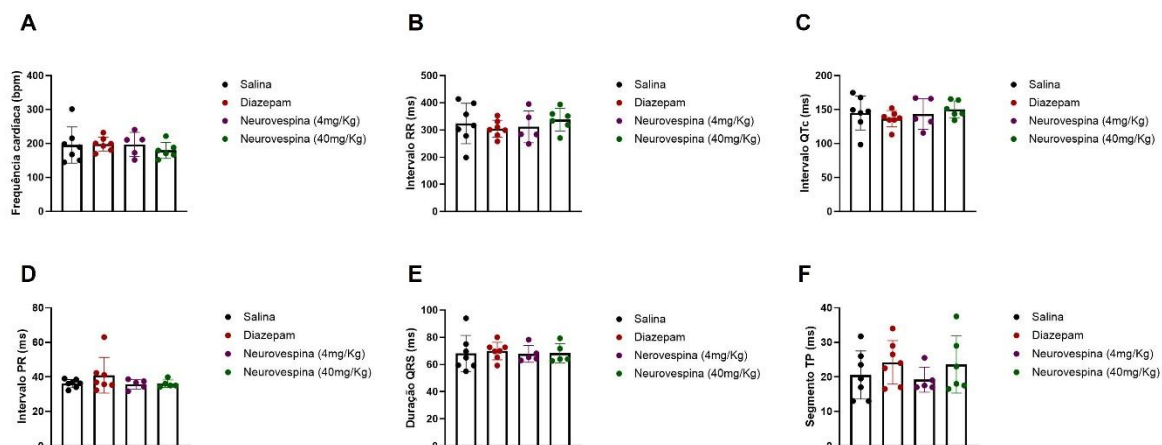 A
Frequência cardíaca (bpm)
400
300
200
100
0
Salina
Diazepam
Neurovespina (4mg/Kg)
Neurovespina (40mg/Kg)
B
Intervalo RR (ms)
500
400
300
200
100
0
Salina
Diazepam
Neurovespina (4mg/Kg)
Neurovespina (40mg/Kg)
C
Intervalo QTc (ms)
200
150
100
50
0
Salina
Diazepam
Neurovespina (4mg/Kg)
Neurovespina (40mg/Kg)
D
Intervalo PR (ms)
80
60
40
20
0
Salina
Diazepam
Neurovespina (4mg/Kg)
Neurovespina (40mg/Kg)
E
Duração QRS (ms)
100
80
60
40
20
0
Salina
Diazepam
Nerovespina (4mg/Kg)
Neurovespina (40mg/Kg)
F
Segmento TP (ms)
40
30
20
10
0
Salina
Diazepam
Neurovespina (4mg/Kg)
Neurovespina (40mg/Kg)